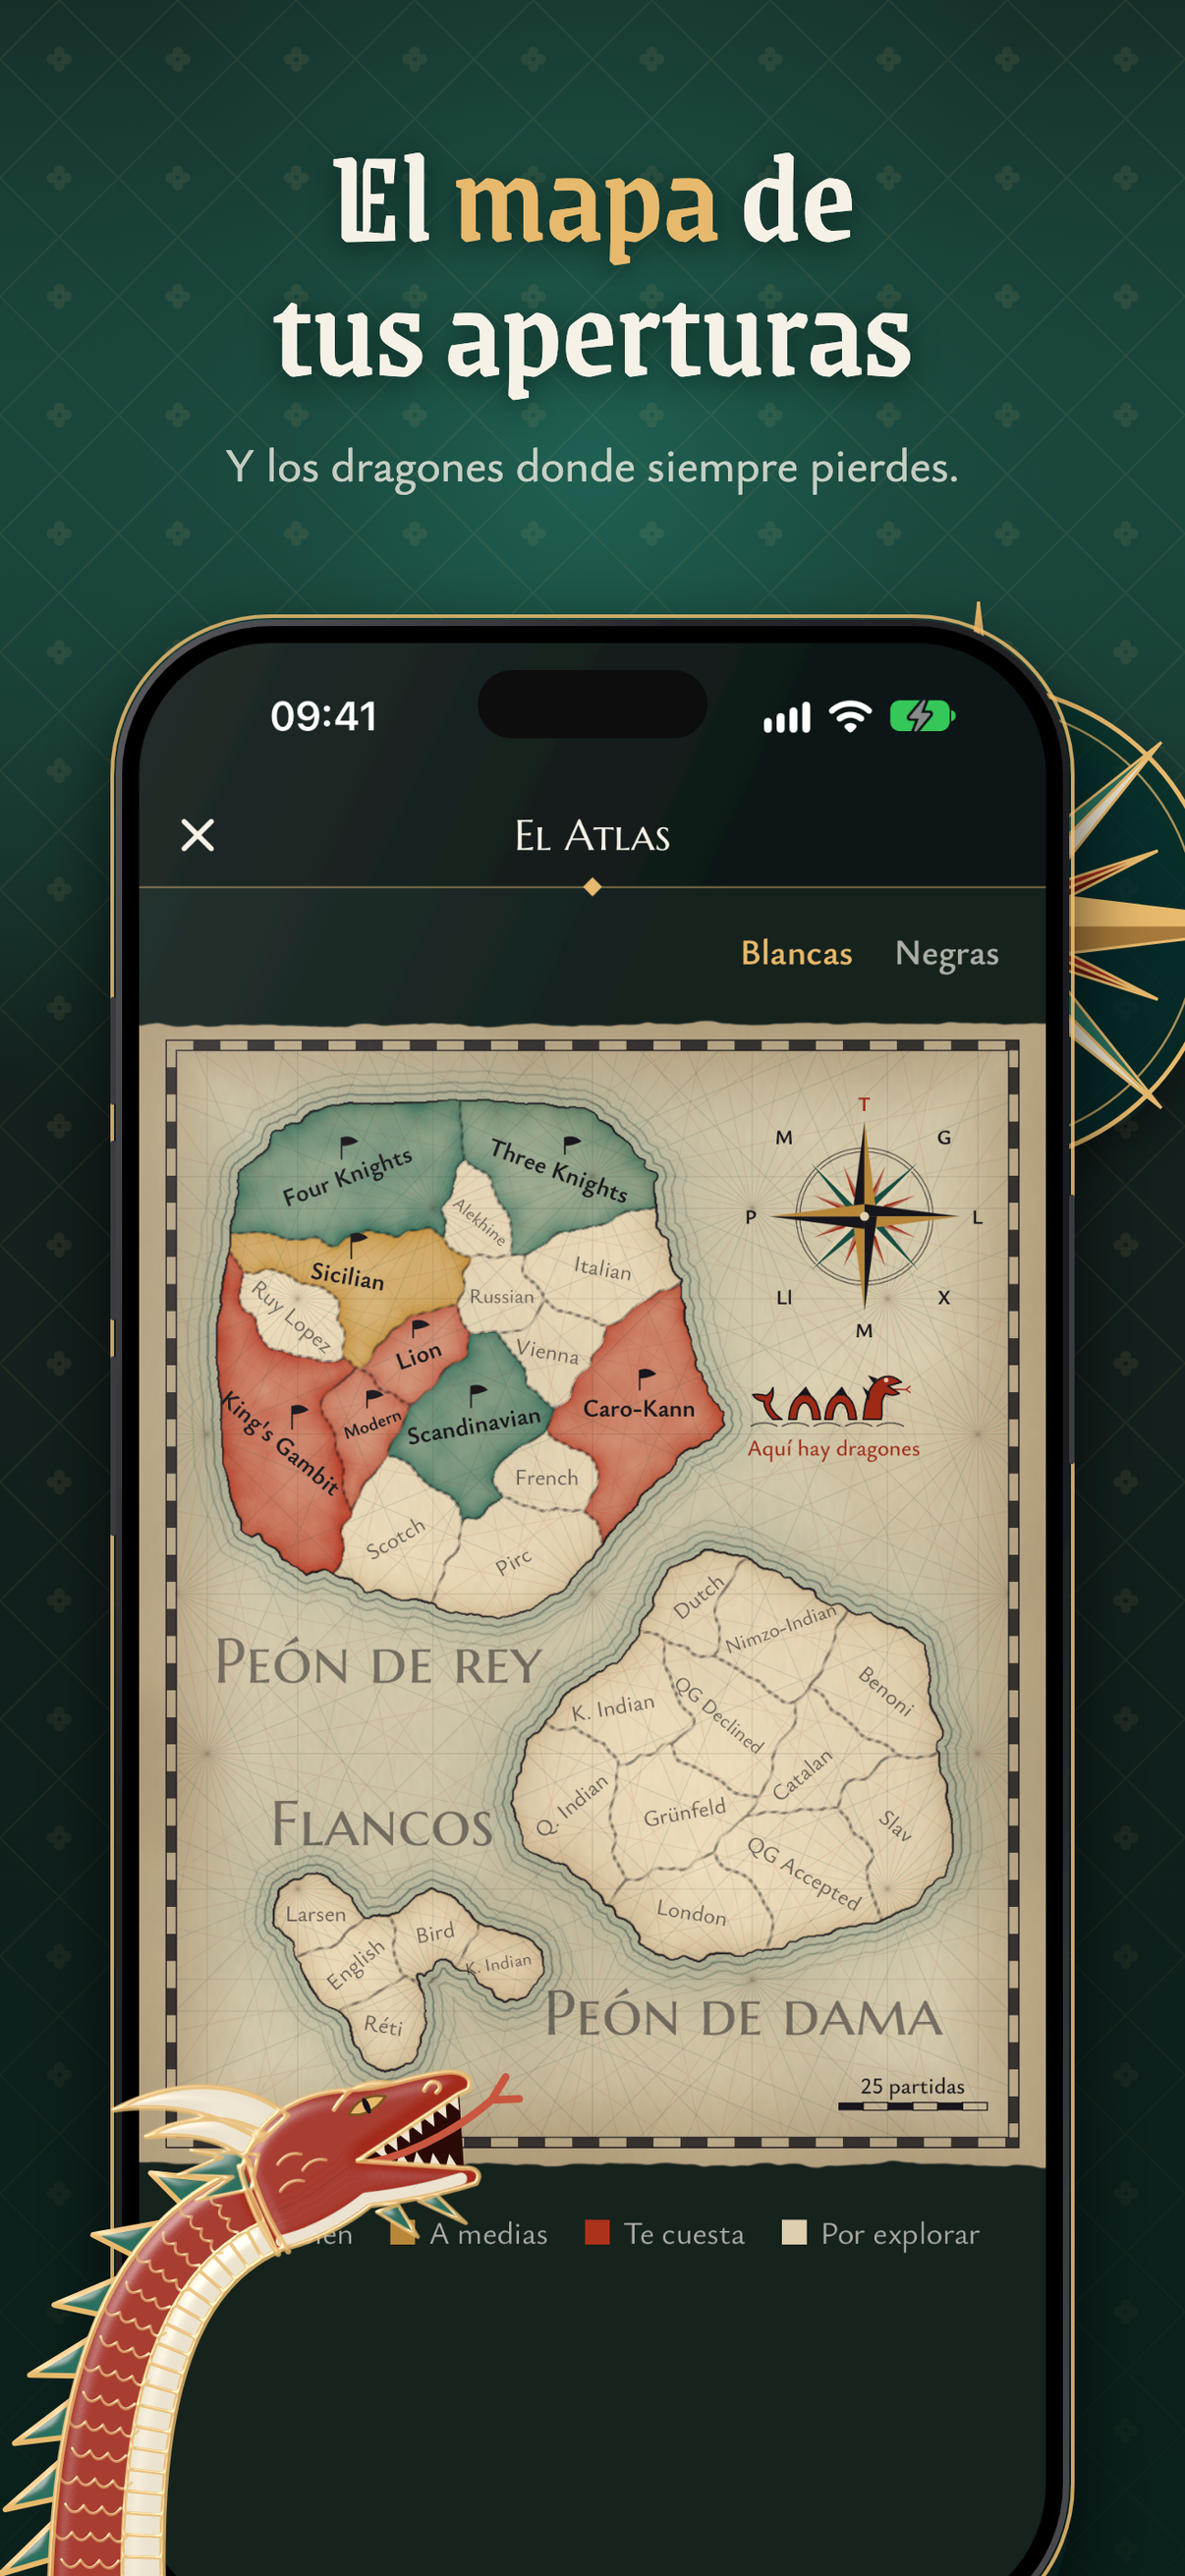 El mapa de
tus aperturas
Y los dragones donde siempre pierdes.
09:41
El Atlas
Blancas Negras
Four Knights
Three Knights
Alekhine
Sicilian
Italian
Russian
Ruy Lopez
Vienna
Lion
Modern
King's Gambit
Scandinavian
Caro-Kann
French
Scotch
Pirc
T
M G
P L
Ll X
M
Aquí hay dragones
Peón de rey
Dutch
Nimzo-Indian
Benoni
K. Indian
QG Declined
Catalan
Q. Indian
Grünfeld
Slav
QG Accepted
London
Flancos
Larsen
Bird
English
K. Indian
Réti
Peón de dama
25 partidas
A medias Te cuesta Por explorar